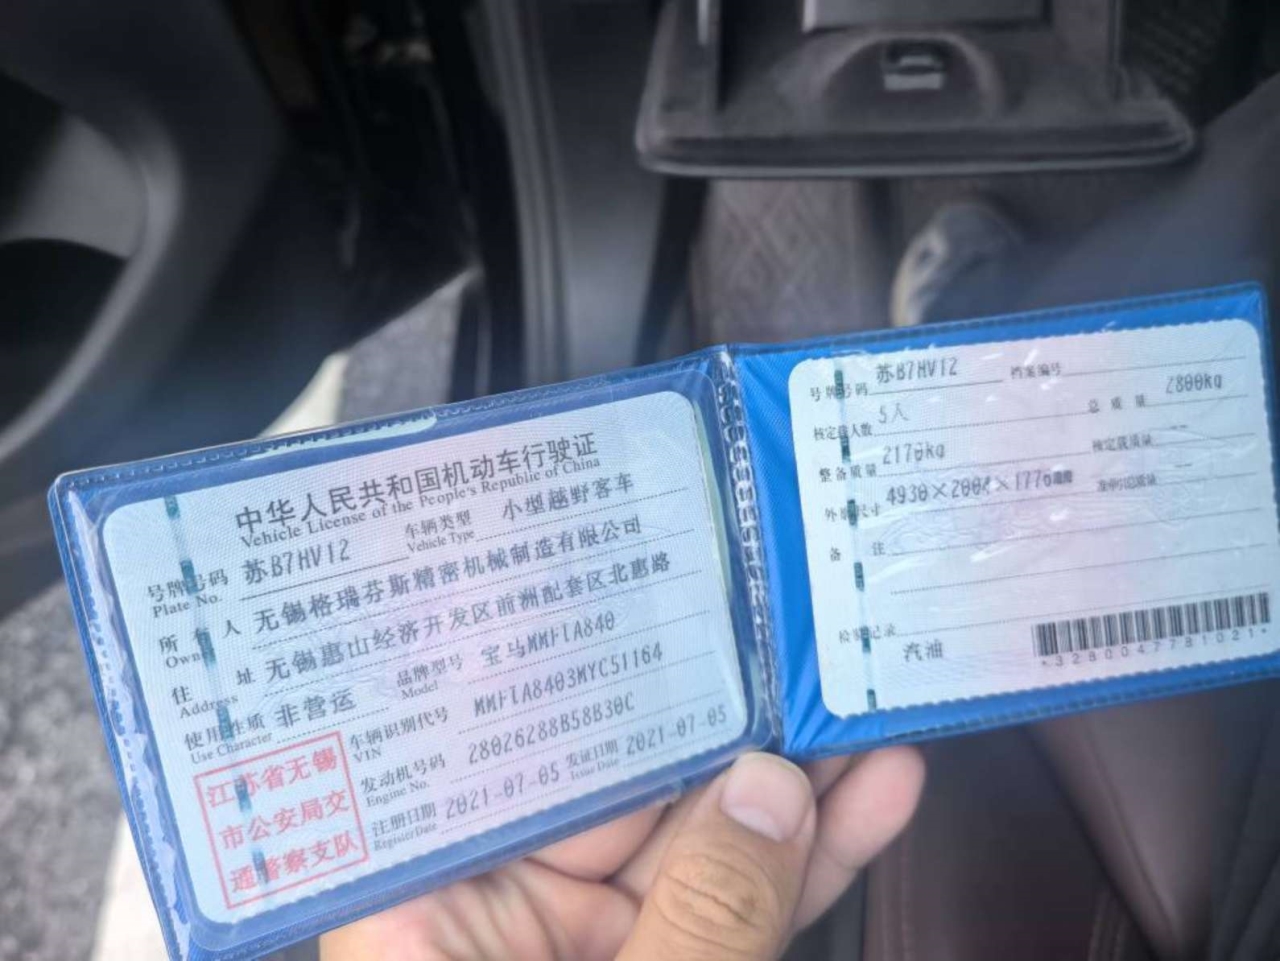 中华人民共和国机动车行驶证
Vehicle License of the People's Republic of China
号牌号码 苏B7HV12 车辆类型 小型越野客车
Plate No. Vehicle Type
所有人 无锡格瑞芬斯精密机械制造有限公司
Owner
住址 无锡惠山经济开发区前洲配套区北惠路
Address
使用性质 非营运 品牌型号 宝马MMFIA840
Use Character Model
车辆识别代号 MMFIA8403MYC51164
VIN
发动机号码 28026288B58B30C
Engine No.
注册日期 2021-07-05 发证日期 2021-07-05
Register Date Issue Date
江苏省无锡
市公安局交
通警察支队
号牌号码 苏B7HV12 档案编号
核定载人数 5人 总质量 2800kg
整备质量 2170kg 核定载质量 --
外廓尺寸 4930×2004×1776 --
备注
检验记录
汽油
*3280047781021*